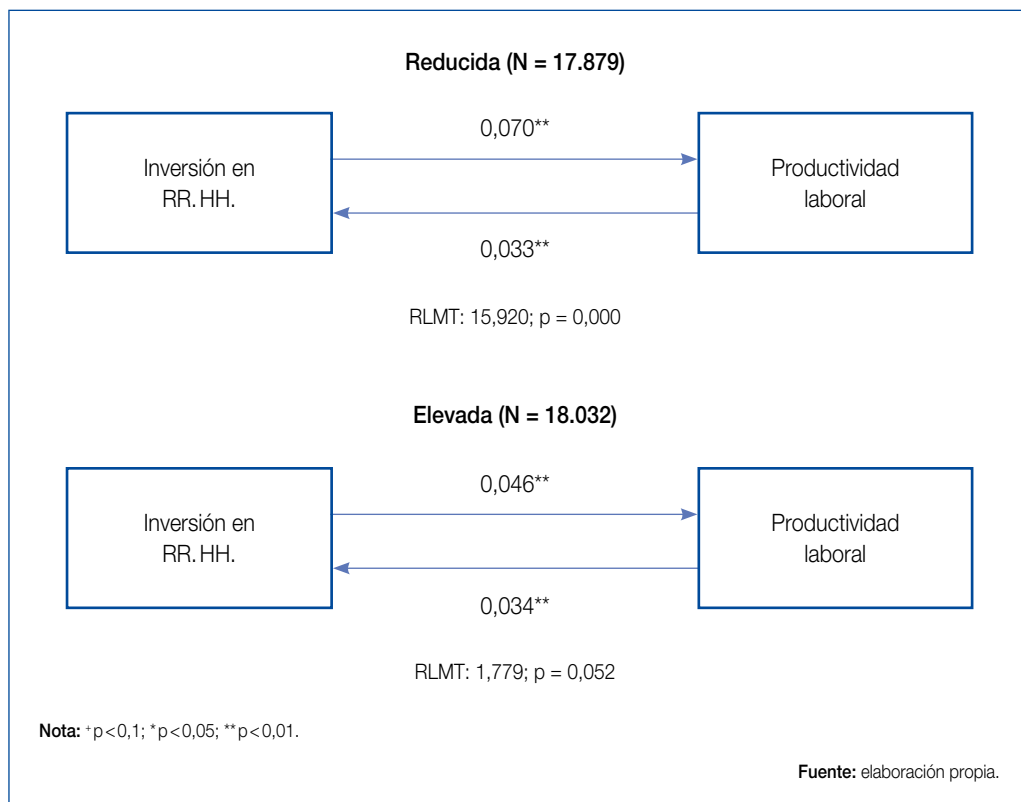 Reducida (N = 17.879)
0,070**
Inversión en
RR. HH.
Productividad
laboral
0,033**
RLMT: 15,920; p = 0,000
Elevada (N = 18.032)
0,046**
Inversión en
RR. HH.
Productividad
laboral
0,034**
RLMT: 1,779; p = 0,052
Nota: +p<0,1; *p<0,05; **p<0,01.
Fuente: elaboración propia.